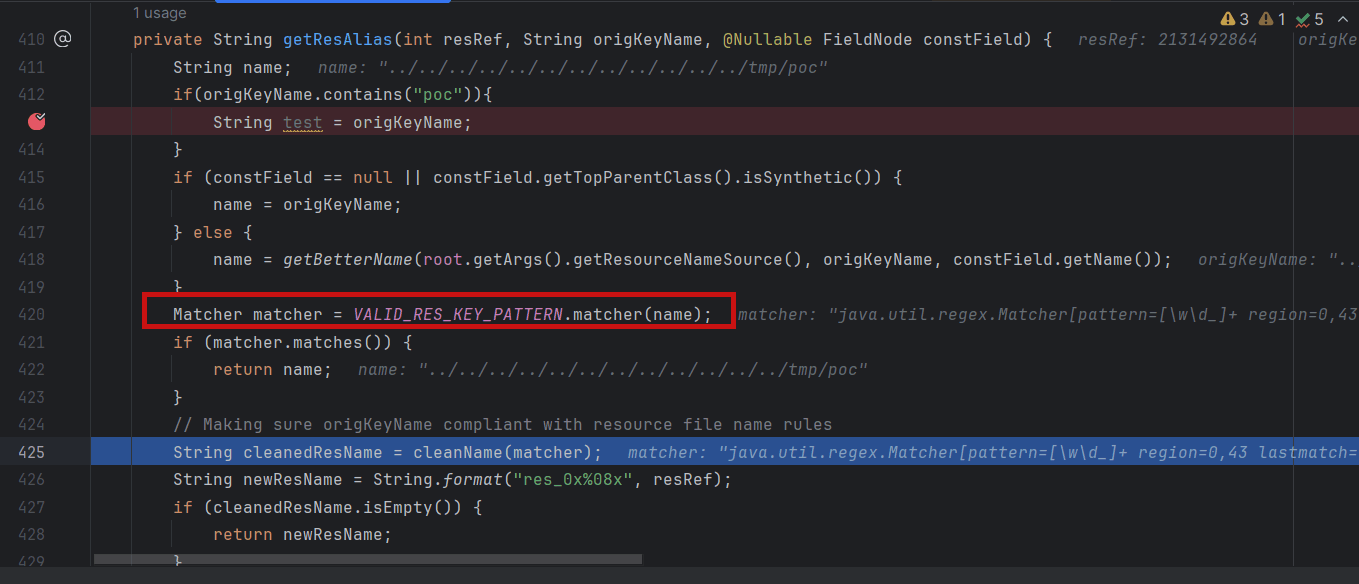 1 usage
3 1 5
410 @ private String getResAlias(int resRef, String origKeyName, @Nullable FieldNode constField) { resRef: 2131492864 origKe
411 String name; name: "../../../../../../../../../../../../tmp/poc"
412 if(origKeyName.contains("poc")){
String test = origKeyName;
414 }
415 if (constField == null || constField.getTopParentClass().isSynthetic()) {
416 name = origKeyName;
417 } else {
418 name = getBetterName(root.getArgs().getResourceNameSource(), origKeyName, constField.getName()); origKeyName: "..
419 }
420 Matcher matcher = VALID_RES_KEY_PATTERN.matcher(name); matcher: "java.util.regex.Matcher[pattern=[\w\d_]+ region=0,43
421 if (matcher.matches()) {
422 return name; name: "../../../../../../../../../../../../tmp/poc"
423 }
424 // Making sure origKeyName compliant with resource file name rules
425 String cleanedResName = cleanName(matcher); matcher: "java.util.regex.Matcher[pattern=[\w\d_]+ region=0,43 lastmatch=
426 String newResName = String.format("res_0x%08x", resRef);
427 if (cleanedResName.isEmpty()) {
428 return newResName;
429 }